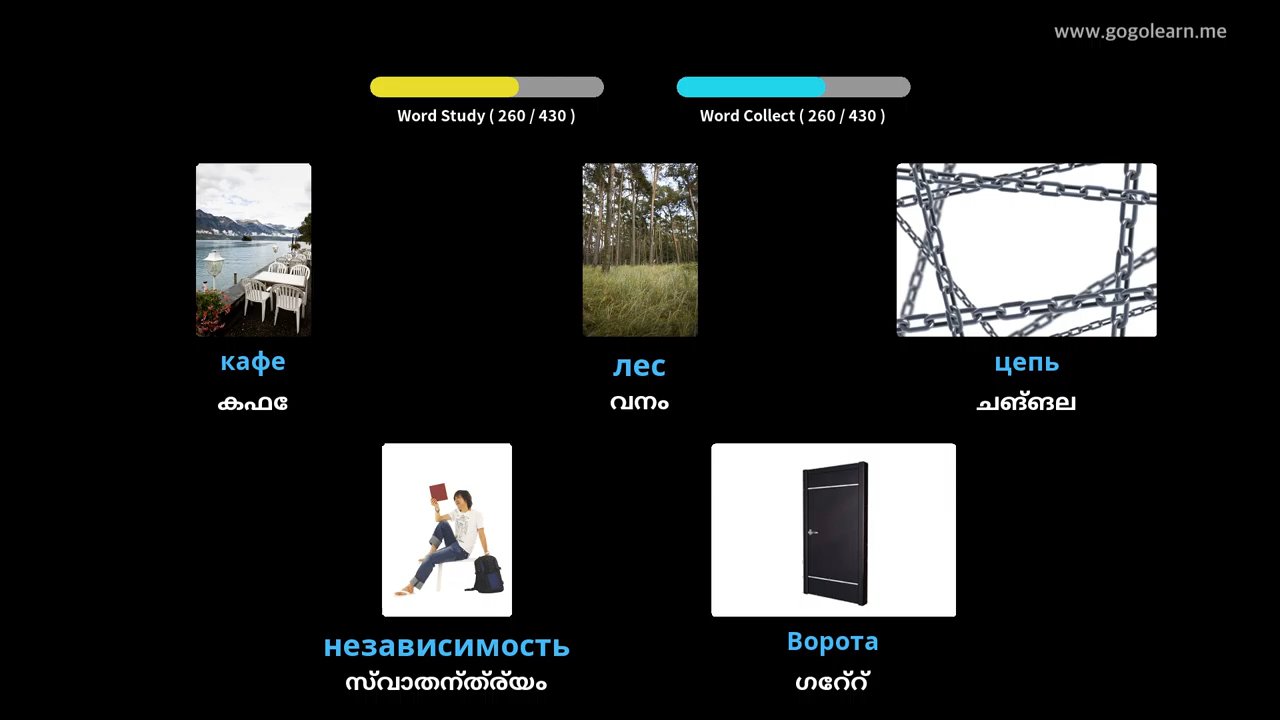 www.gogolearn.me
Word Study ( 260 / 430 )
Word Collect ( 260 / 430 )
кафе
കഫേ
лес
വനം
цепь
ചങ്ങല
независимость
സ്വാതന്ത്ര്യം
Ворота
ഗേറ്റ്